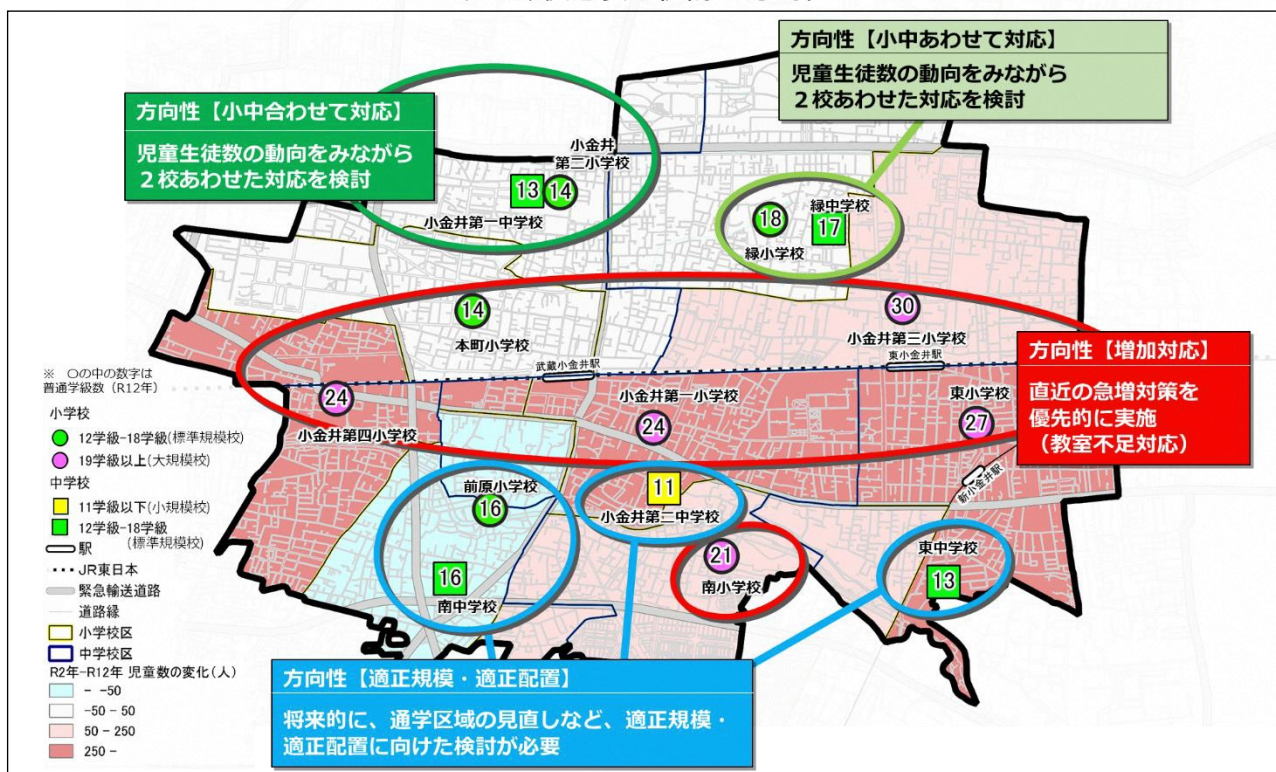 方向性【小中あわせて対応】
児童生徒数の動向をみながら
２校あわせた対応を検討
方向性【小中合わせて対応】
児童生徒数の動向をみながら
２校あわせた対応を検討
小金井
第二小学校
13
14
小金井第一中学校
緑中学校
18
17
緑小学校
14
本町小学校
30
小金井第三小学校
武蔵小金井駅
東小金井駅
方向性【増加対応】
直近の急増対策を
優先的に実施
（教室不足対応）
24
小金井第四小学校
小金井第一小学校
24
東小学校
27
新小金井駅
前原小学校
16
11
小金井第二中学校
16
南中学校
21
南小学校
東中学校
13
方向性【適正規模・適正配置】
将来的に、通学区域の見直しなど、適正規模・
適正配置に向けた検討が必要
※　〇の中の数字は
普通学級数（R12年）
小学校
12学級-18学級(標準規模校)
19学級以上(大規模校)
中学校
11学級以下(小規模校)
12学級-18学級
(標準規模校)
駅
JR東日本
緊急輸送道路
道路縁
小学校区
中学校区
R2年-R12年 児童数の変化(人)
- -50
-50 - 50
50 - 250
250 -